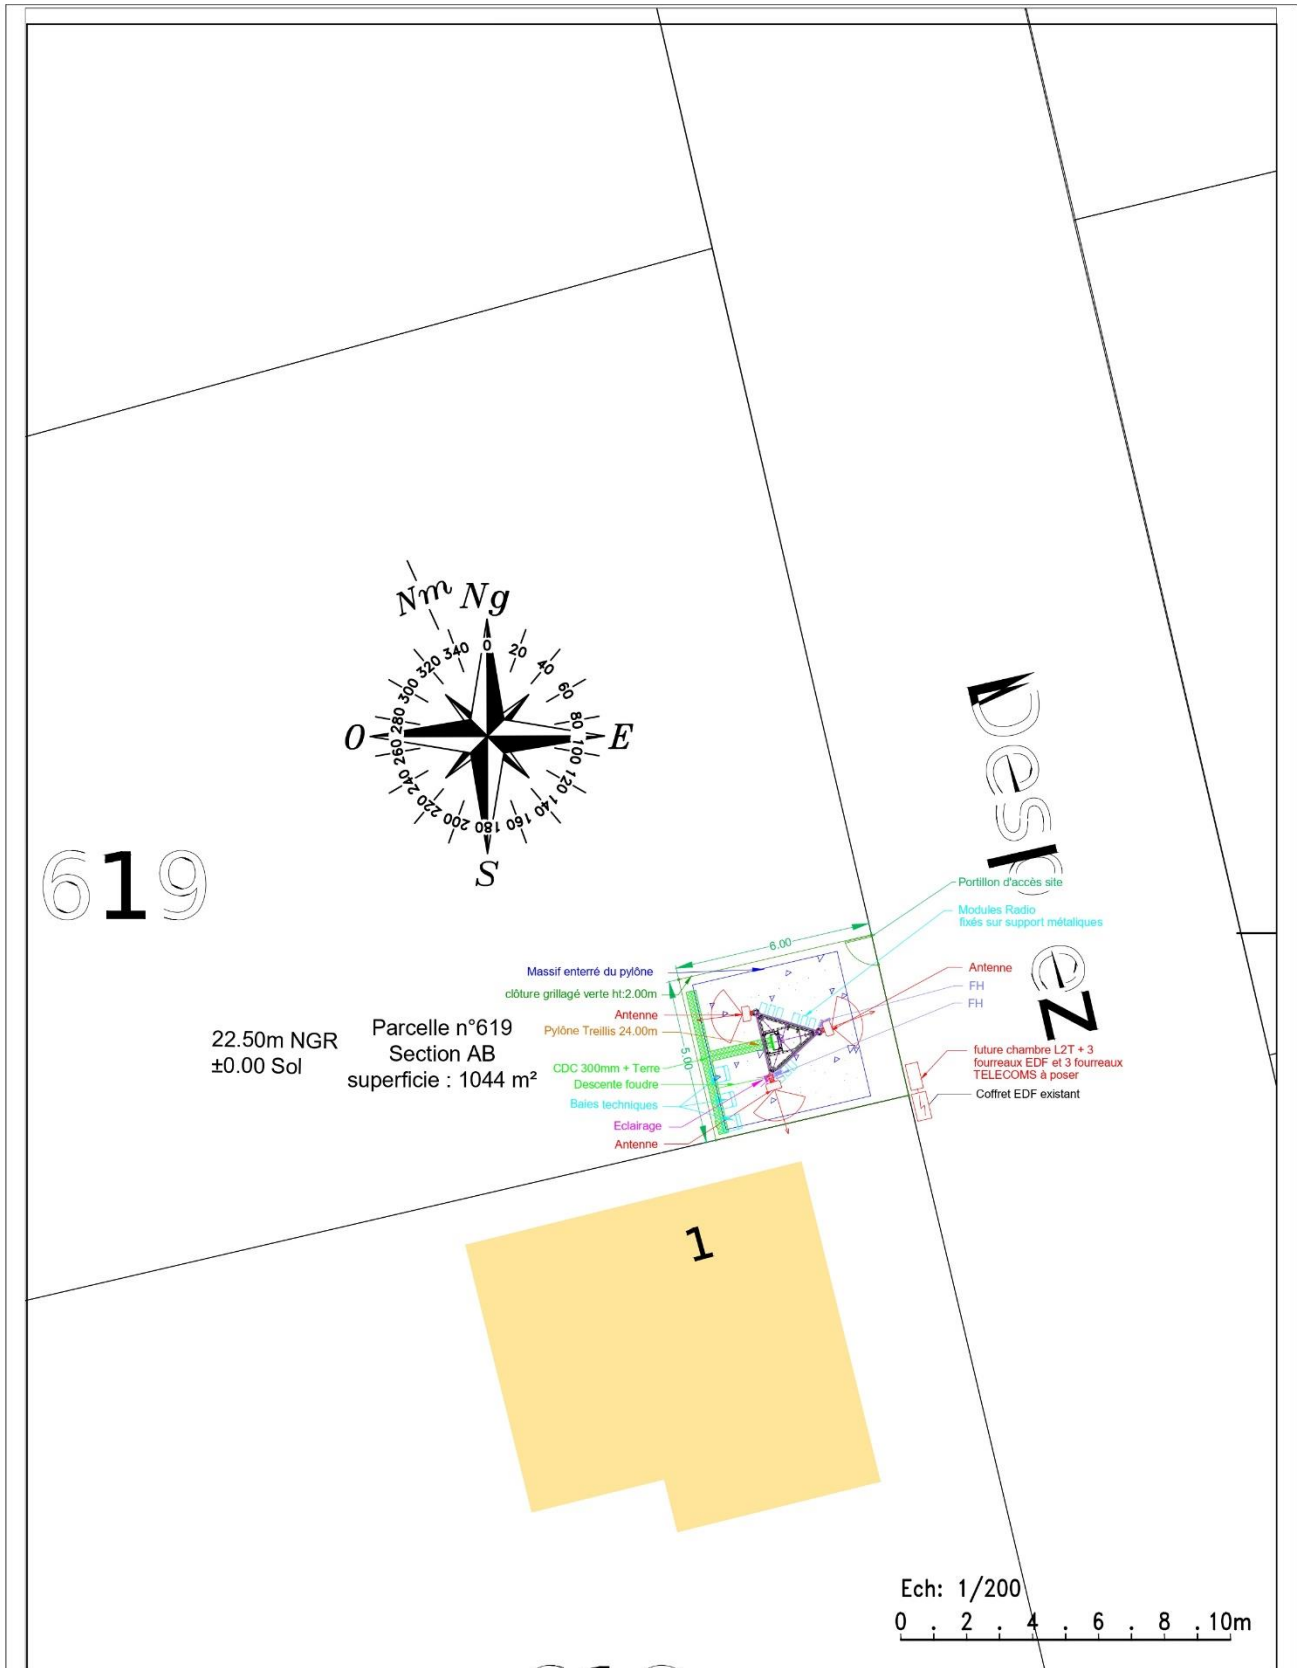 Nm
Ng
0
20
40
60
80
100
120
140
160
180
200
220
240
260
280
300
320
340
O
E
S
Despez
619
Portillon d'accès site
Modules Radio
fixés sur support métaliques
6.00
Massif enterré du pylône
Antenne
clôture grillagé verte ht:2.00m
FH
Antenne
FH
22.50m NGR
±0.00 Sol
Parcelle n°619
Section AB
superficie : 1044 m²
Pylône Treillis 24.00m
5.00
future chambre L2T + 3
fourreaux EDF et 3 fourreaux
TELECOMS à poser
CDC 300mm + Terre
Descente foudre
Coffret EDF existant
Baies techniques
Eclairage
Antenne
1
Ech: 1/200
0 . 2 . 4 . 6 . 8 . 10m